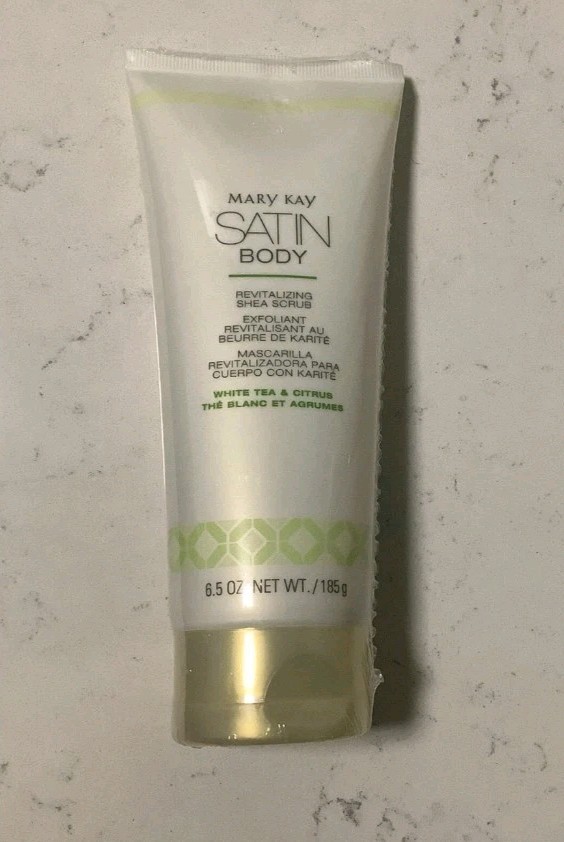 MARY KAY
SATIN
BODY
REVITALIZING
SHEA SCRUB
EXFOLIANT
REVITALISANT AU
BEURRE DE KARITÉ
MASCARILLA
REVITALIZADORA PARA
CUERPO CON KARITÉ
WHITE TEA & CITRUS
THÉ BLANC ET AGRUMES
6.5 OZ. NET WT. / 185 g